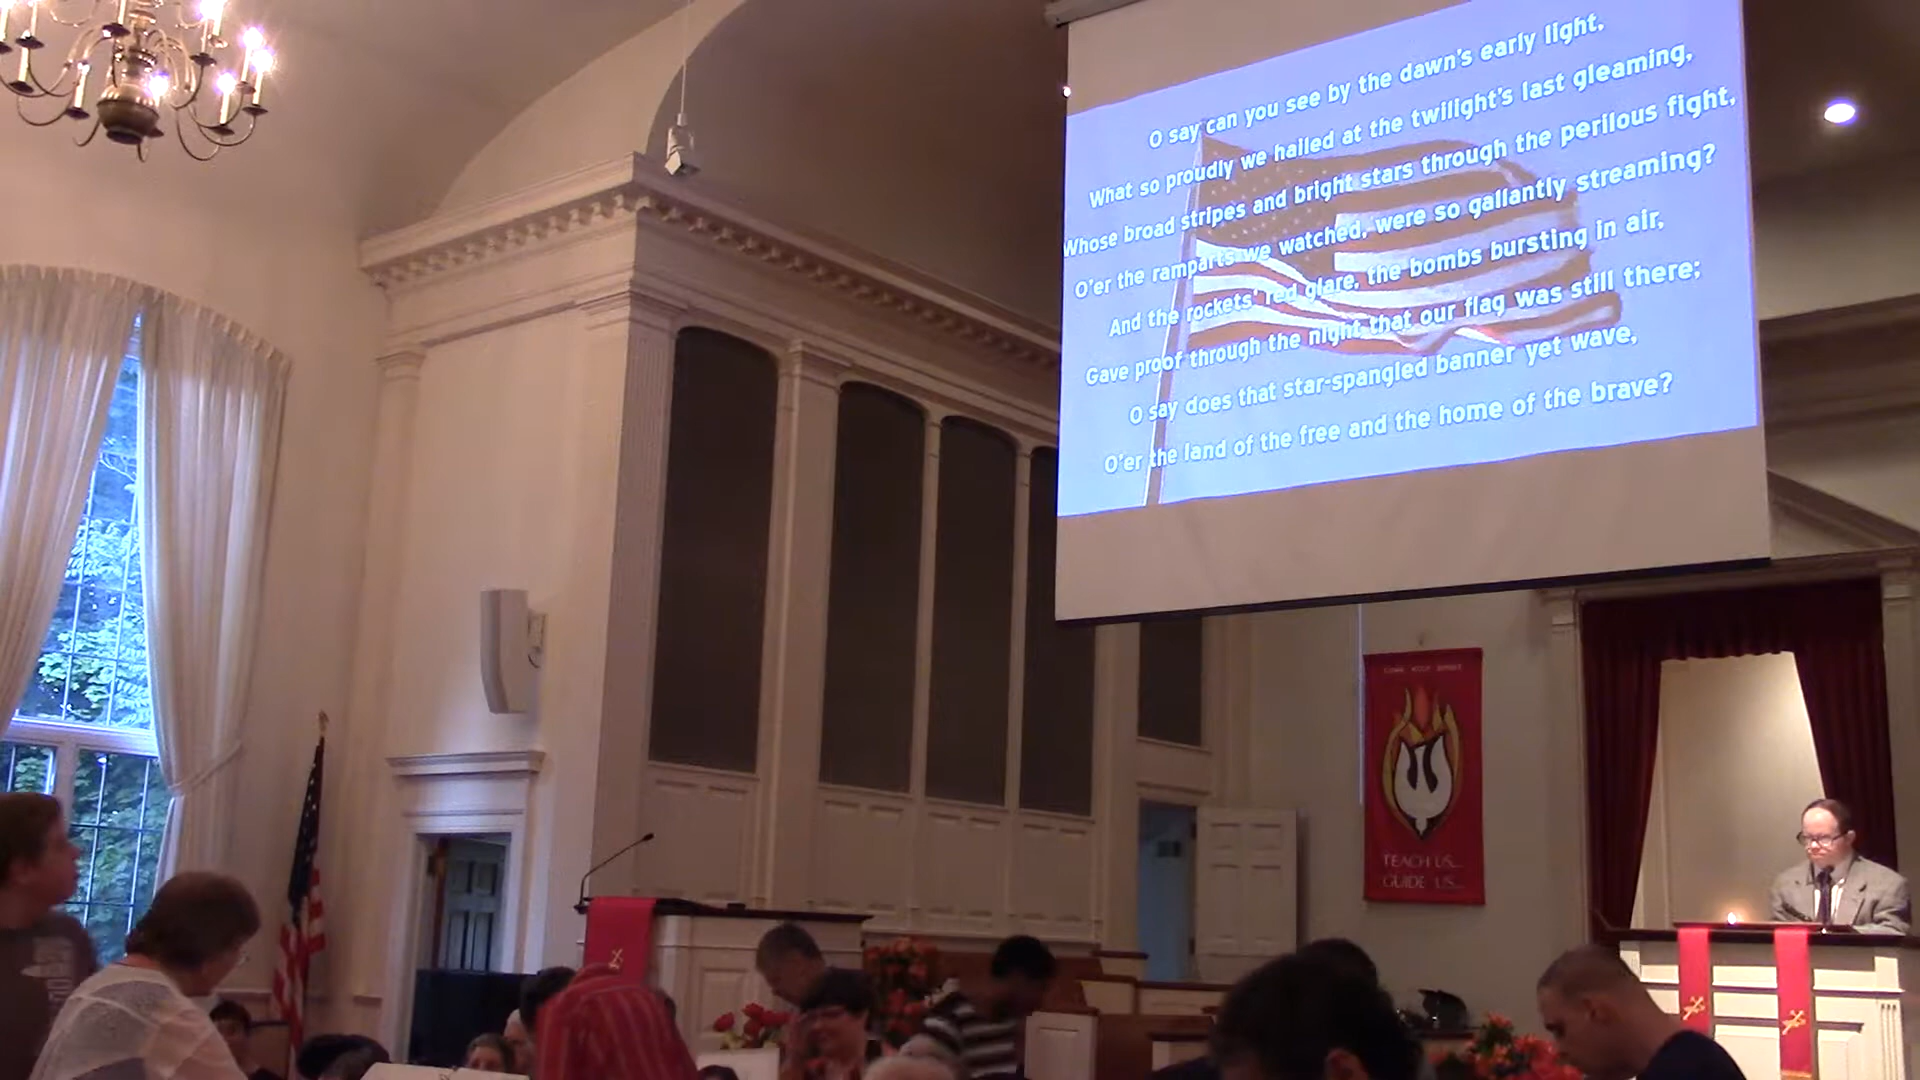 O say can you see by the dawn's early light,
What so proudly we hailed at the twilight's last gleaming,
Whose broad stripes and bright stars through the perilous fight,
O'er the ramparts we watched, were so gallantly streaming?
And the rockets' red glare, the bombs bursting in air,
Gave proof through the night that our flag was still there;
O say does that star-spangled banner yet wave,
O'er the land of the free and the home of the brave?
TEACH US...
GUIDE US...